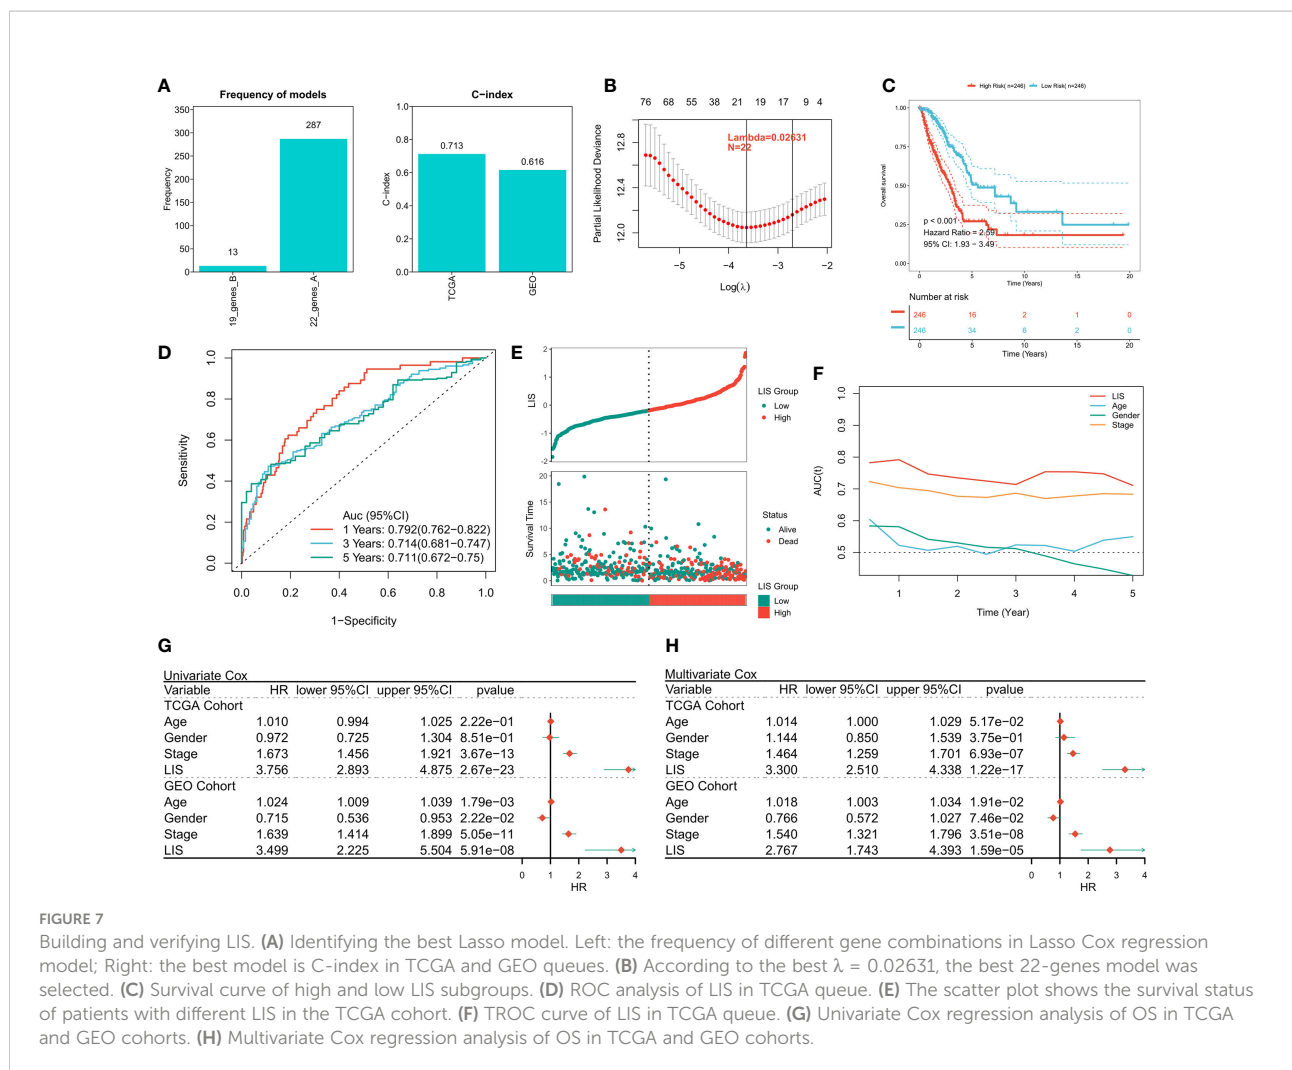 A
Frequency of models
Frequency
350
300
250
200
150
100
50
0
13
287
19_genes_B
22_genes_A
C−index
C−index
1.0
0.8
0.6
0.4
0.2
0.0
0.713
0.616
TCGA
GEO
B
76 68 55 38 21 19 17 9 4
Partial Likelihood Deviance
12.8
12.4
12.0
Lambda=0.02631
N=22
−5 −4 −3 −2
Log(λ)
C
High Risk( n=246) Low Risk( n=246)
Overall survival
1.00
0.75
0.50
0.25
0.00
p < 0.001
Hazard Ratio = 2.59
95% CI: 1.93 − 3.49
0 5 10 15 20
Time (Years)
Number at risk
246 16 2 1 0
246 34 6 2 0
0 5 10 15 20
Time (Years)
D
Sensitivity
1.0
0.8
0.6
0.4
0.2
0.0
Auc (95%CI)
1 Years: 0.792(0.762−0.822)
3 Years: 0.714(0.681−0.747)
5 Years: 0.711(0.672−0.75)
0.0 0.2 0.4 0.6 0.8 1.0
1−Specificity
E
LIS
2
1
0
-1
-2
LIS Group
Low
High
Survival Time
20
15
10
5
0
Status
Alive
Dead
LIS Group
Low
High
F
AUC(t)
1.0
0.9
0.8
0.7
0.6
0.5
LIS
Age
Gender
Stage
1 2 3 4 5
Time (Year)
G
Univariate Cox
Variable HR lower 95%CI upper 95%CI pvalue
TCGA Cohort
Age 1.010 0.994 1.025 2.22e−01
Gender 0.972 0.725 1.304 8.51e−01
Stage 1.673 1.456 1.921 3.67e−13
LIS 3.756 2.893 4.875 2.67e−23
GEO Cohort
Age 1.024 1.009 1.039 1.79e−03
Gender 0.715 0.536 0.953 2.22e−02
Stage 1.639 1.414 1.899 5.05e−11
LIS 3.499 2.225 5.504 5.91e−08
0 1 2 3 4
HR
H
Multivariate Cox
Variable HR lower 95%CI upper 95%CI pvalue
TCGA Cohort
Age 1.014 1.000 1.029 5.17e−02
Gender 1.144 0.850 1.539 3.75e−01
Stage 1.464 1.259 1.701 6.93e−07
LIS 3.300 2.510 4.338 1.22e−17
GEO Cohort
Age 1.018 1.003 1.034 1.91e−02
Gender 0.766 0.572 1.027 7.46e−02
Stage 1.540 1.321 1.796 3.51e−08
LIS 2.767 1.743 4.393 1.59e−05
0 1 2 3 4
HR
FIGURE 7
Building and verifying LIS. (A) Identifying the best Lasso model. Left: the frequency of different gene combinations in Lasso Cox regression
model; Right: the best model is C-index in TCGA and GEO queues. (B) According to the best λ = 0.02631, the best 22-genes model was
selected. (C) Survival curve of high and low LIS subgroups. (D) ROC analysis of LIS in TCGA queue. (E) The scatter plot shows the survival status
of patients with different LIS in the TCGA cohort. (F) TROC curve of LIS in TCGA queue. (G) Univariate Cox regression analysis of OS in TCGA
and GEO cohorts. (H) Multivariate Cox regression analysis of OS in TCGA and GEO cohorts.